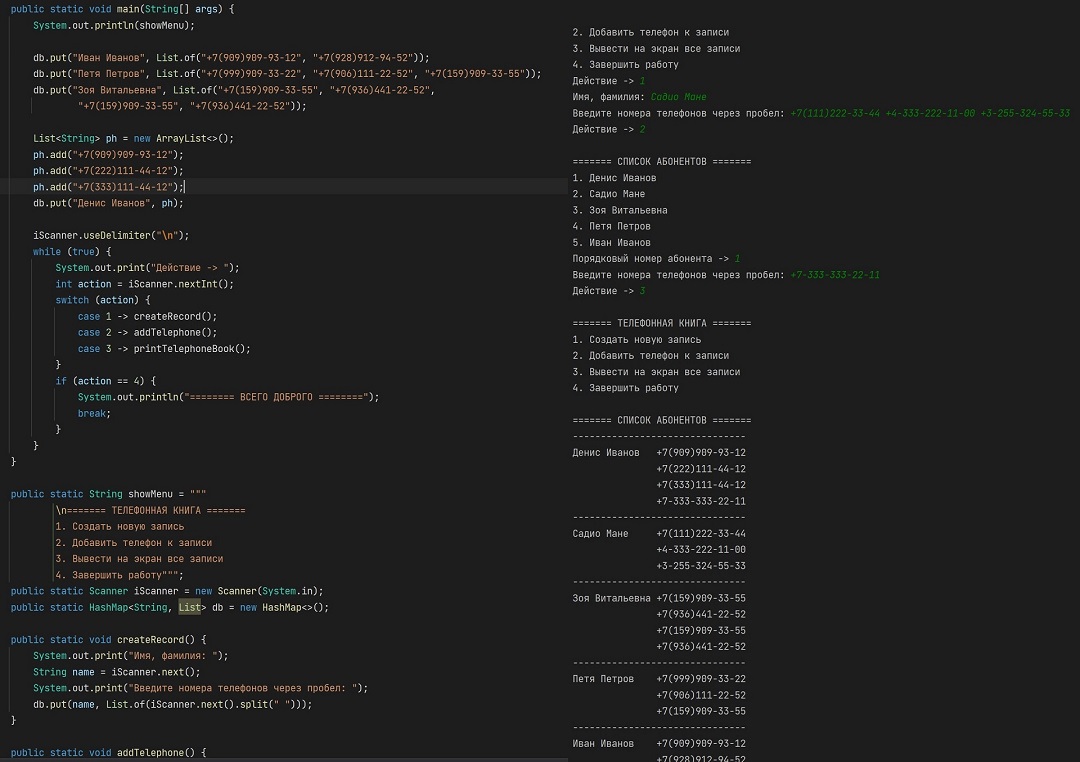 public static void main(String[] args) {
System.out.println(showMenu);
db.put("Иван Иванов", List.of("+7(909)909-93-12", "+7(928)912-94-52"));
db.put("Петя Петров", List.of("+7(999)909-33-22", "+7(906)111-22-52", "+7(159)909-33-55"));
db.put("Зоя Витальевна", List.of("+7(159)909-33-55", "+7(936)441-22-52",
"+7(159)909-33-55", "+7(936)441-22-52"));
List<String> ph = new ArrayList<>();
ph.add("+7(909)909-93-12");
ph.add("+7(222)111-44-12");
ph.add("+7(333)111-44-12");
db.put("Денис Иванов", ph);
iScanner.useDelimiter("\n");
while (true) {
System.out.print("Действие -> ");
int action = iScanner.nextInt();
switch (action) {
case 1 -> createRecord();
case 2 -> addTelephone();
case 3 -> printTelephoneBook();
}
if (action == 4) {
System.out.println("======== ВСЕГО ДОБРОГО ========");
break;
}
}
}
public static String showMenu = """
\n======= ТЕЛЕФОННАЯ КНИГА =======
1. Создать новую запись
2. Добавить телефон к записи
3. Вывести на экран все записи
4. Завершить работу""";
public static Scanner iScanner = new Scanner(System.in);
public static HashMap<String, List> db = new HashMap<>();
public static void createRecord() {
System.out.print("Имя, фамилия: ");
String name = iScanner.next();
System.out.print("Введите номера телефонов через пробел: ");
db.put(name, List.of(iScanner.next().split(" ")));
}
public static void addTelephone() {
2. Добавить телефон к записи
3. Вывести на экран все записи
4. Завершить работу
Действие -> 1
Имя, фамилия: Садио Мане
Введите номера телефонов через пробел: +7(111)222-33-44 +4-333-222-11-00 +3-255-324-55-33
Действие -> 2
======= СПИСОК АБОНЕНТОВ =======
1. Денис Иванов
2. Садио Мане
3. Зоя Витальевна
4. Петя Петров
5. Иван Иванов
Порядковый номер абонента -> 1
Введите номера телефонов через пробел: +7-333-333-22-11
Действие -> 3
======= ТЕЛЕФОННАЯ КНИГА =======
1. Создать новую запись
2. Добавить телефон к записи
3. Вывести на экран все записи
4. Завершить работу
======= СПИСОК АБОНЕНТОВ =======
-------------------------------
Денис Иванов +7(909)909-93-12
+7(222)111-44-12
+7(333)111-44-12
+7-333-333-22-11
-------------------------------
Садио Мане +7(111)222-33-44
+4-333-222-11-00
+3-255-324-55-33
-------------------------------
Зоя Витальевна +7(159)909-33-55
+7(936)441-22-52
+7(159)909-33-55
+7(936)441-22-52
-------------------------------
Петя Петров +7(999)909-33-22
+7(906)111-22-52
+7(159)909-33-55
-------------------------------
Иван Иванов +7(909)909-93-12
+7(928)912-94-52